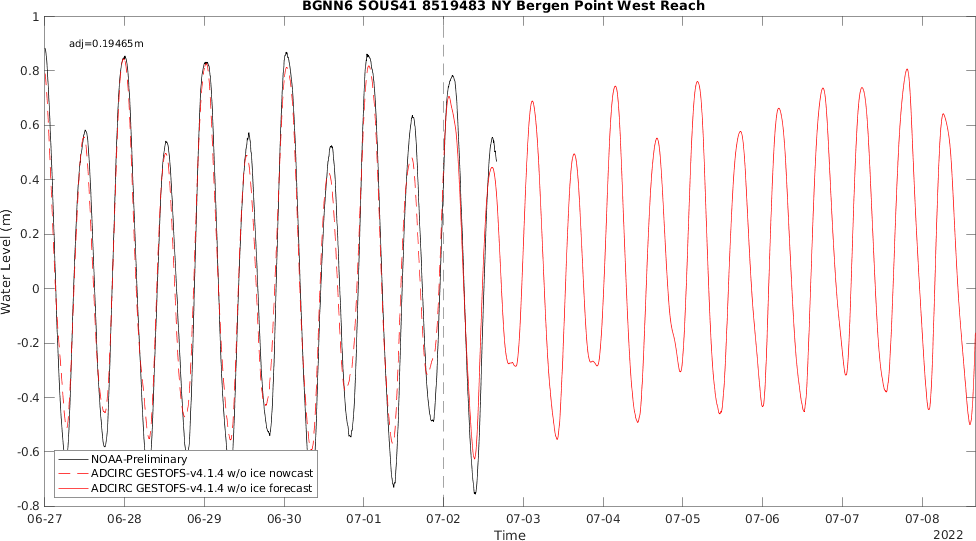 BGNN6 SOUS41 8519483 NY Bergen Point West Reach
adj=0.19465m
1
0.8
0.6
0.4
0.2
0
-0.2
-0.4
-0.6
-0.8
Water Level (m)
NOAA-Preliminary
ADCIRC GESTOFS-v4.1.4 w/o ice nowcast
ADCIRC GESTOFS-v4.1.4 w/o ice forecast
06-27 06-28 06-29 06-30 07-01 07-02 07-03 07-04 07-05 07-06 07-07 07-08
Time
2022